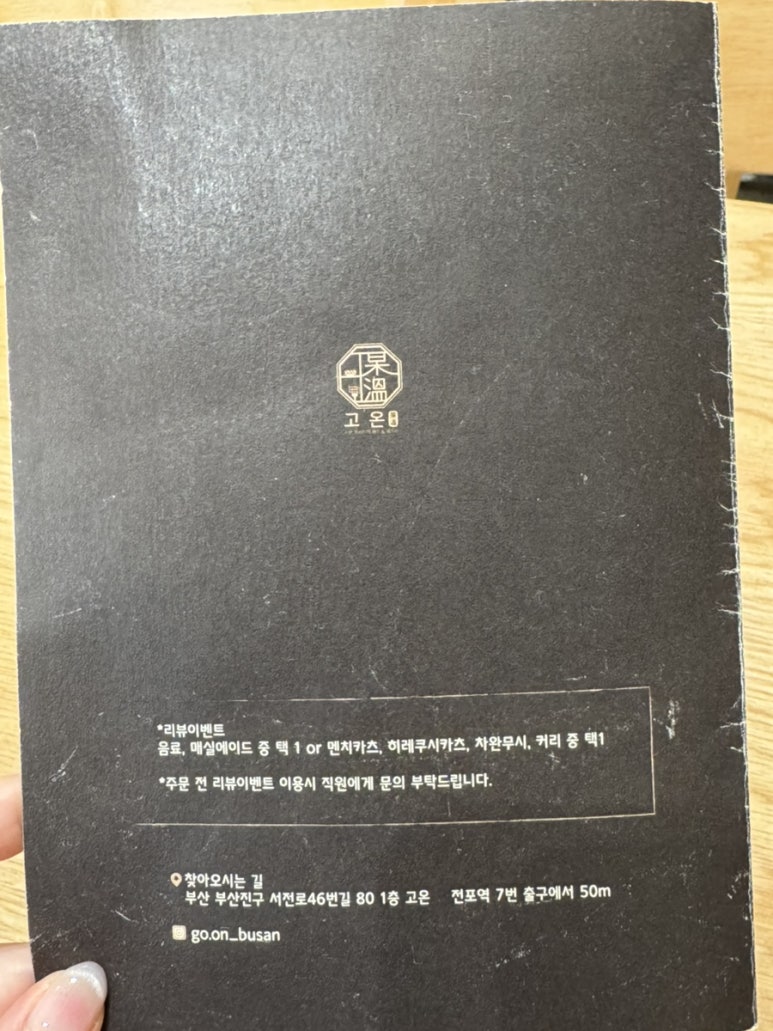 某溫
고온
*리뷰이벤트
음료, 매실에이드 중 택 1 or 멘치카츠, 히레쿠시카츠, 차완무시, 커리 중 택1
*주문 전 리뷰이벤트 이용시 직원에게 문의 부탁드립니다.
찾아오시는 길
부산 부산진구 서전로46번길 80 1층 고온 전포역 7번 출구에서 50m
go.on_busan